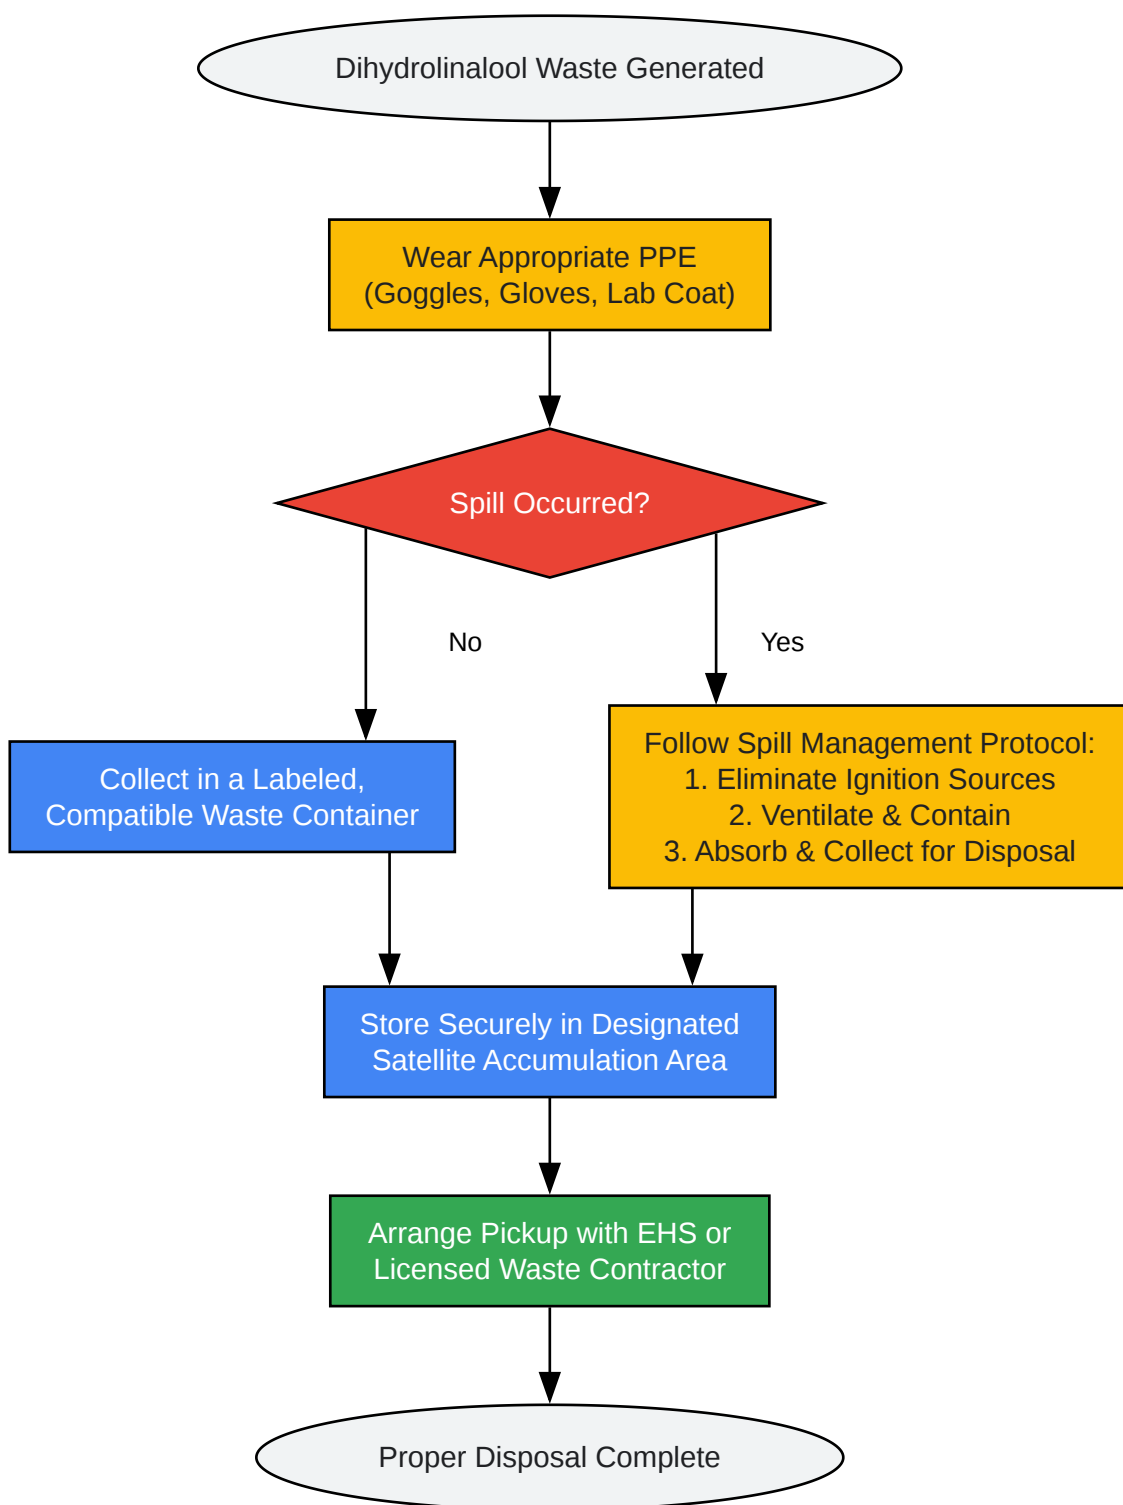 Dihydrolinalool Waste Generated
Wear Appropriate PPE
(Goggles, Gloves, Lab Coat)
Spill Occurred?
No
Yes
Collect in a Labeled,
Compatible Waste Container
Follow Spill Management Protocol:
1. Eliminate Ignition Sources
2. Ventilate & Contain
3. Absorb & Collect for Disposal
Store Securely in Designated
Satellite Accumulation Area
Arrange Pickup with EHS or
Licensed Waste Contractor
Proper Disposal Complete